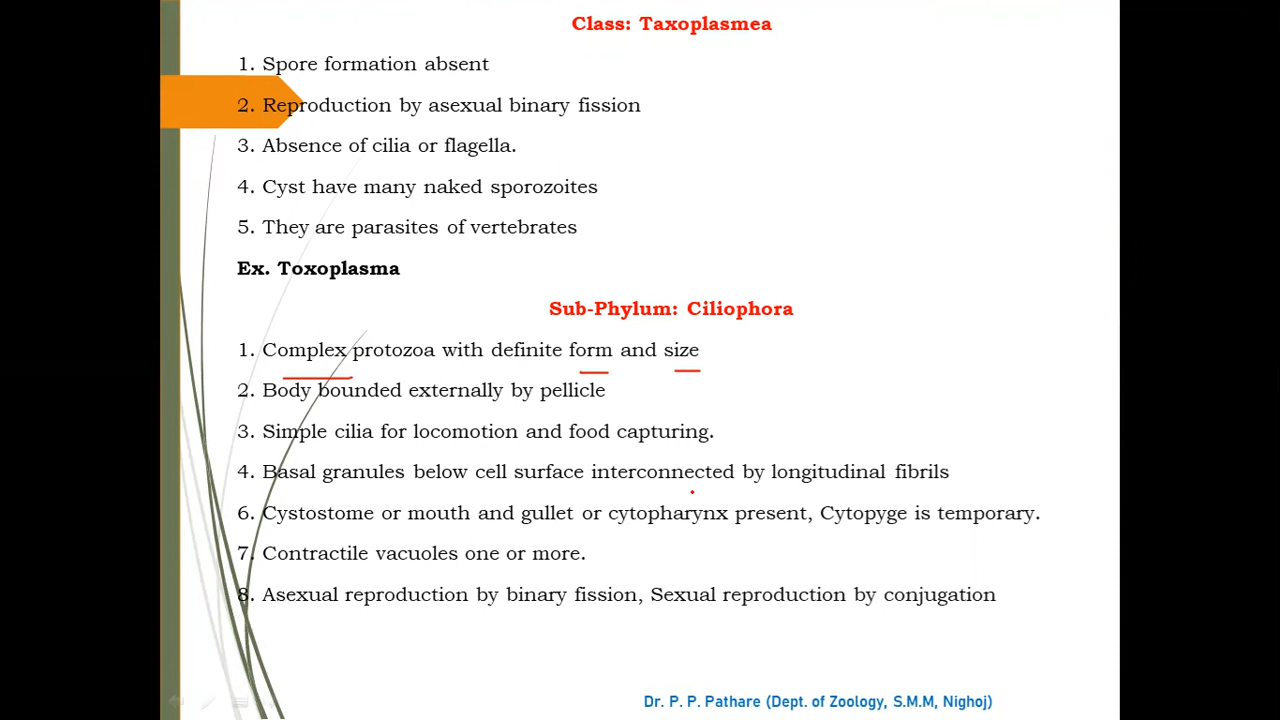 Class: Taxoplasmea
1. Spore formation absent
2. Reproduction by asexual binary fission
3. Absence of cilia or flagella.
4. Cyst have many naked sporozoites
5. They are parasites of vertebrates
Ex. Toxoplasma
Sub-Phylum: Ciliophora
1. Complex protozoa with definite form and size
2. Body bounded externally by pellicle
3. Simple cilia for locomotion and food capturing.
4. Basal granules below cell surface interconnected by longitudinal fibrils
6. Cystostome or mouth and gullet or cytopharynx present, Cytopyge is temporary.
7. Contractile vacuoles one or more.
8. Asexual reproduction by binary fission, Sexual reproduction by conjugation
Dr. P. P. Pathare (Dept. of Zoology, S.M.M, Nighoj)